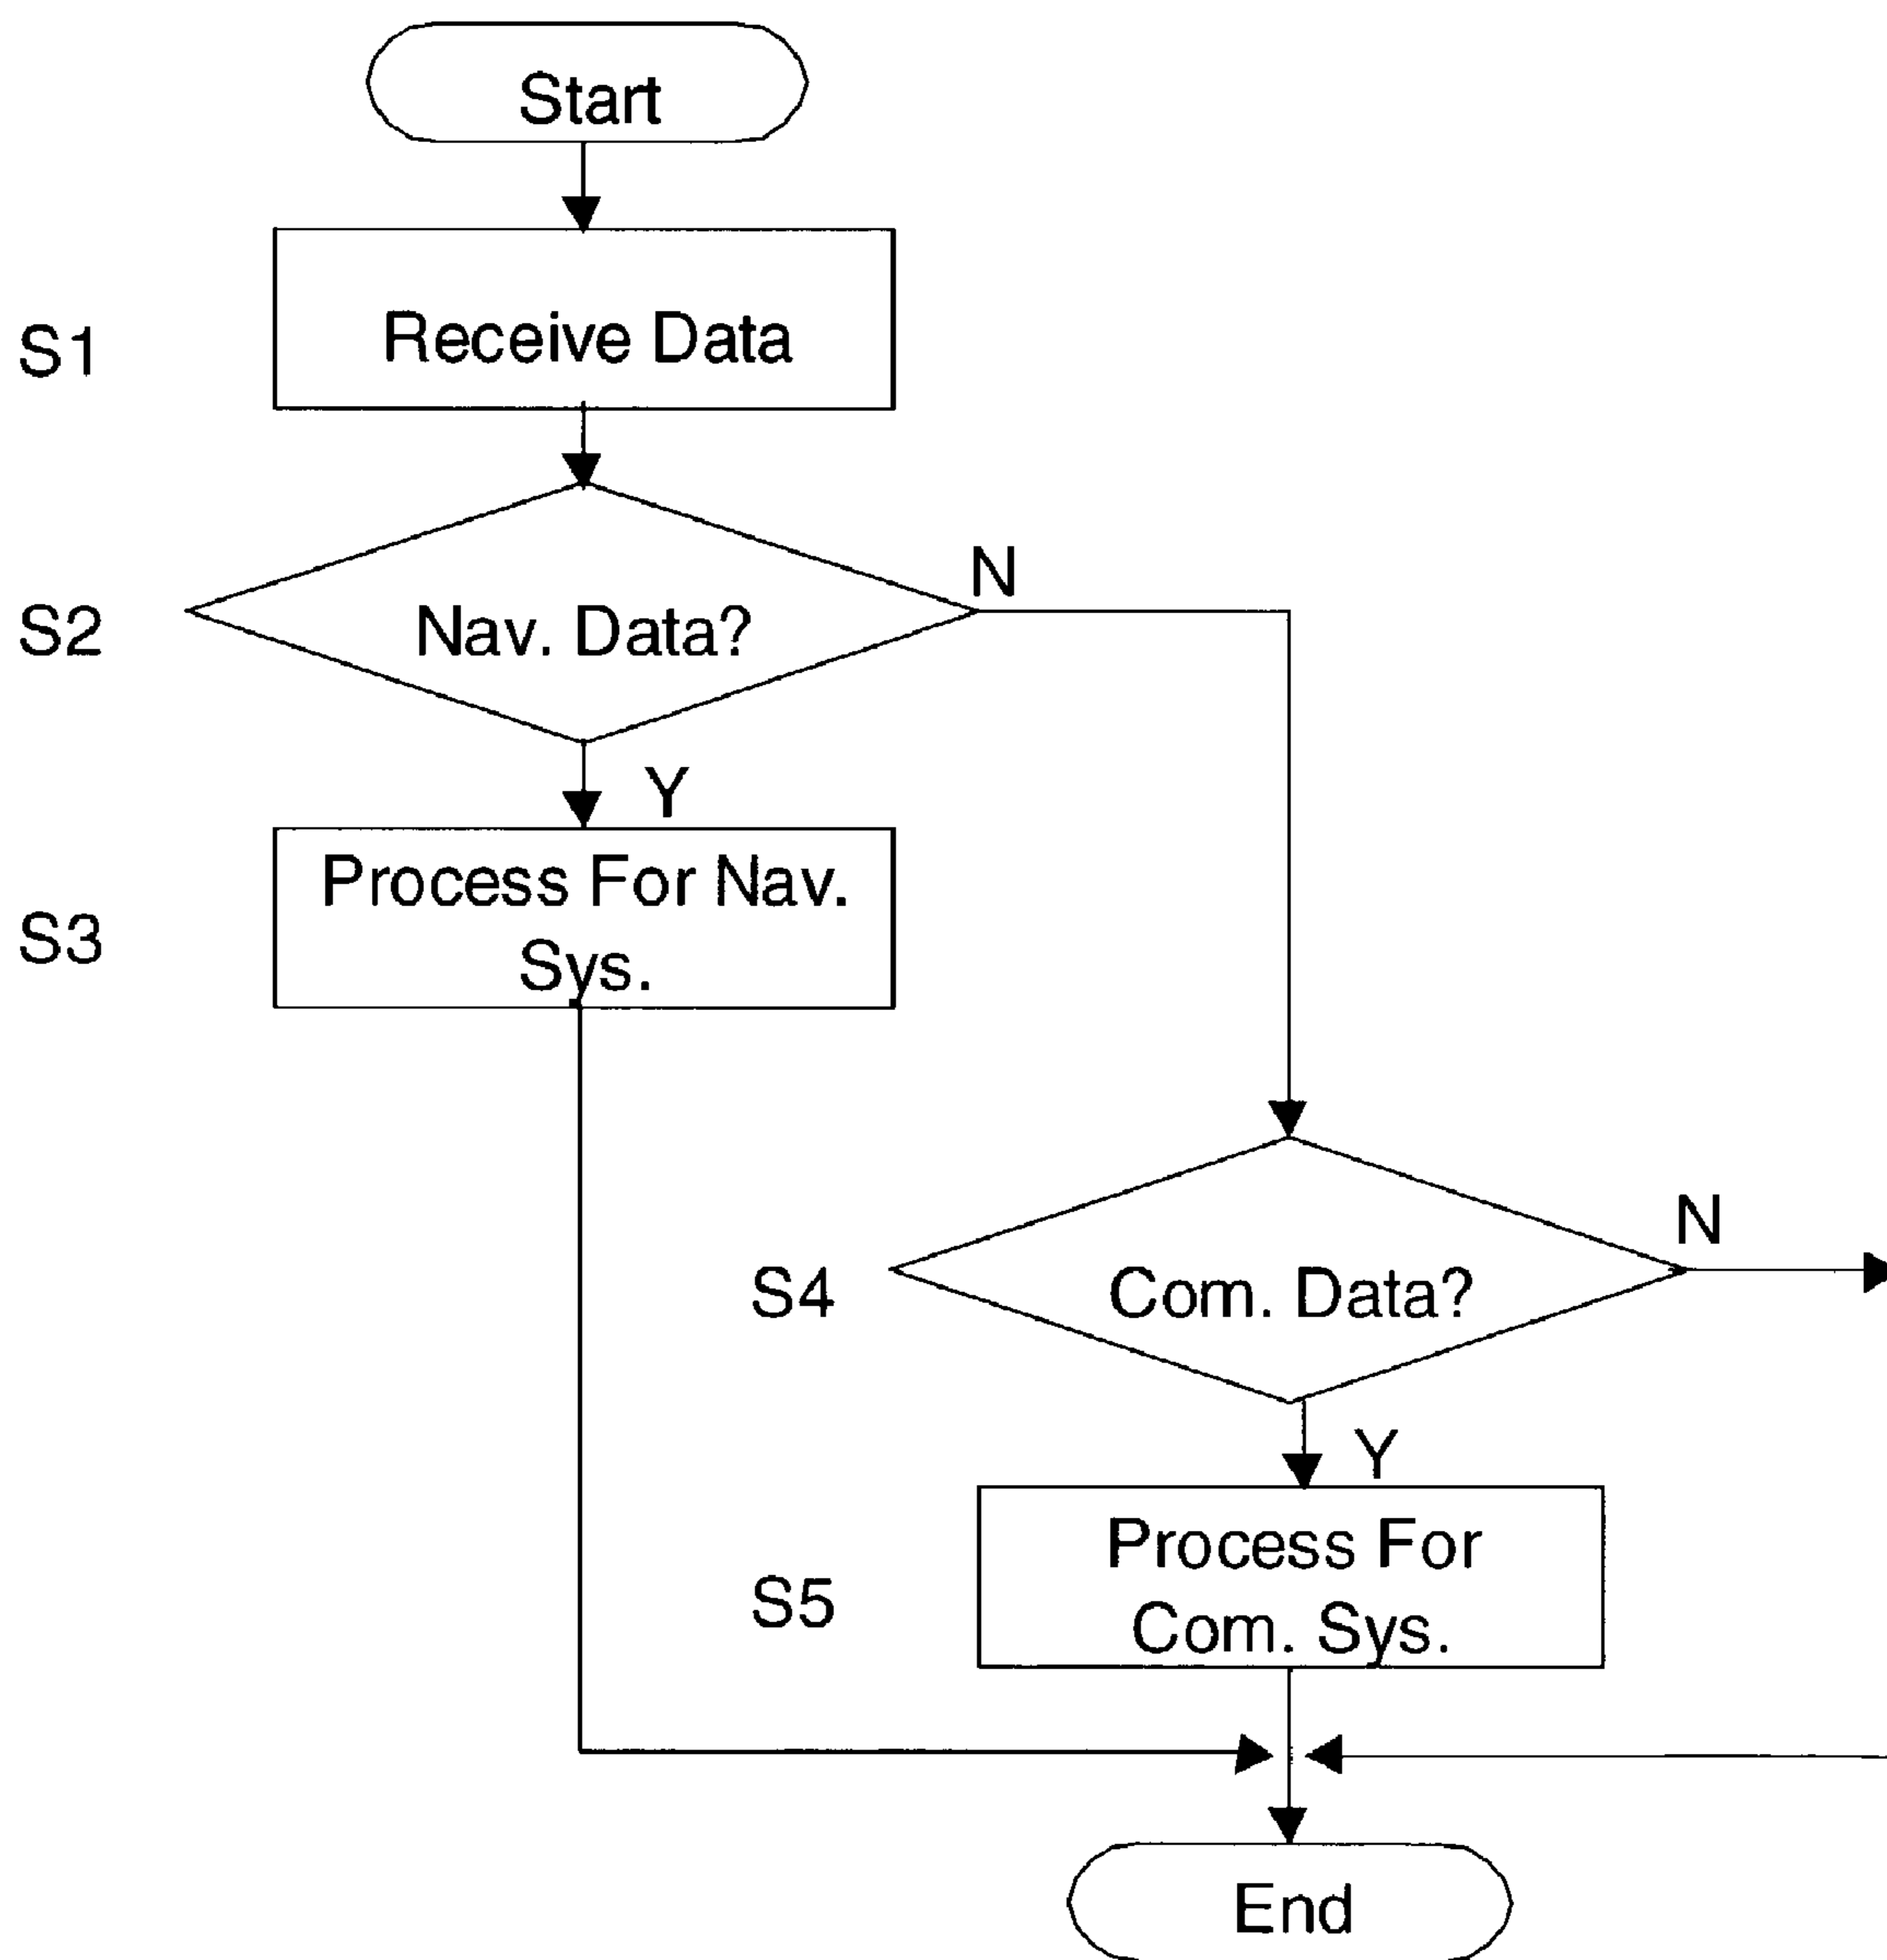 Start
S1
Receive Data
N
S2
Nav. Data?
Y
S3
Process For Nav.
Sys.
N
S4
Com. Data?
Y
S5
Process For
Com. Sys.
End